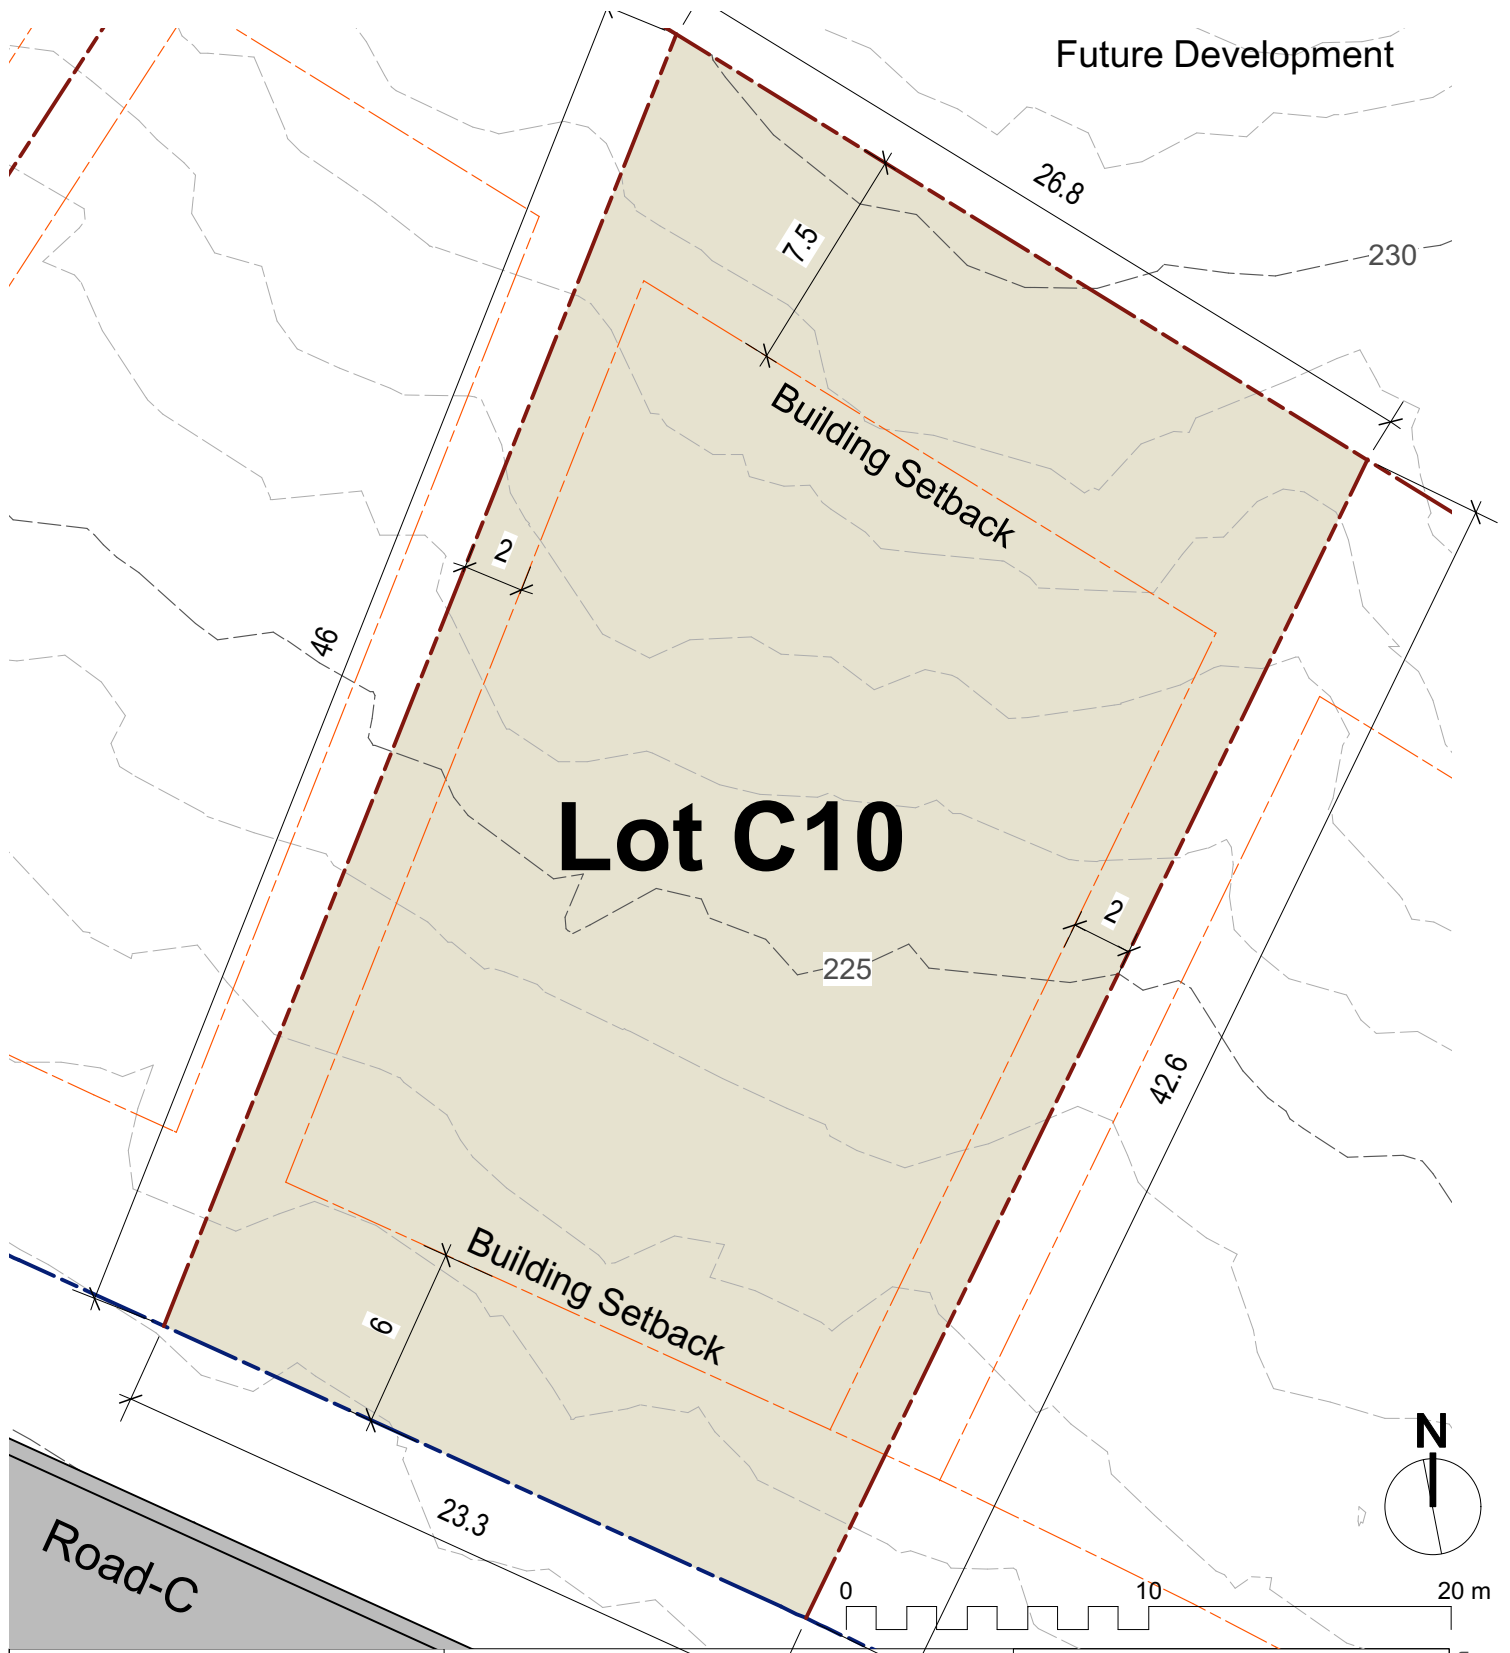 Future Development
26.8
7.5
230
Building Setback
2
46
Lot C10
2
225
42.6
Building Setback
6
23.3
N
Road-C
0 10 20 m